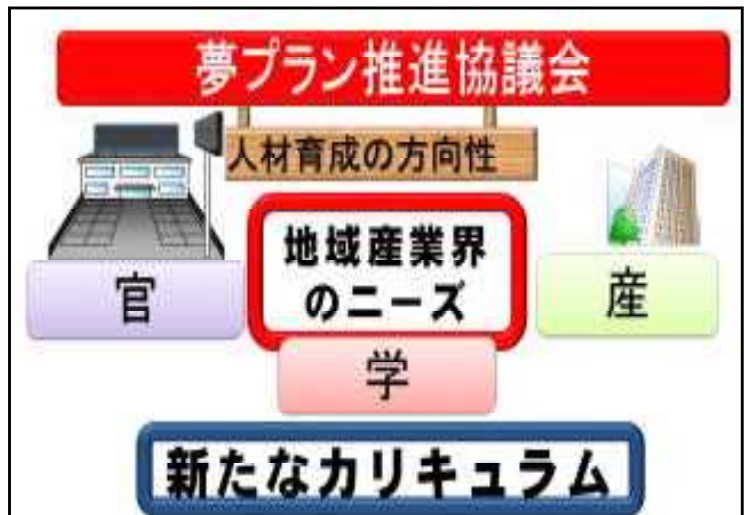 夢プラン推進協議会
人材育成の方向性
地域産業界
のニーズ
官
産
学
新たなカリキュラム